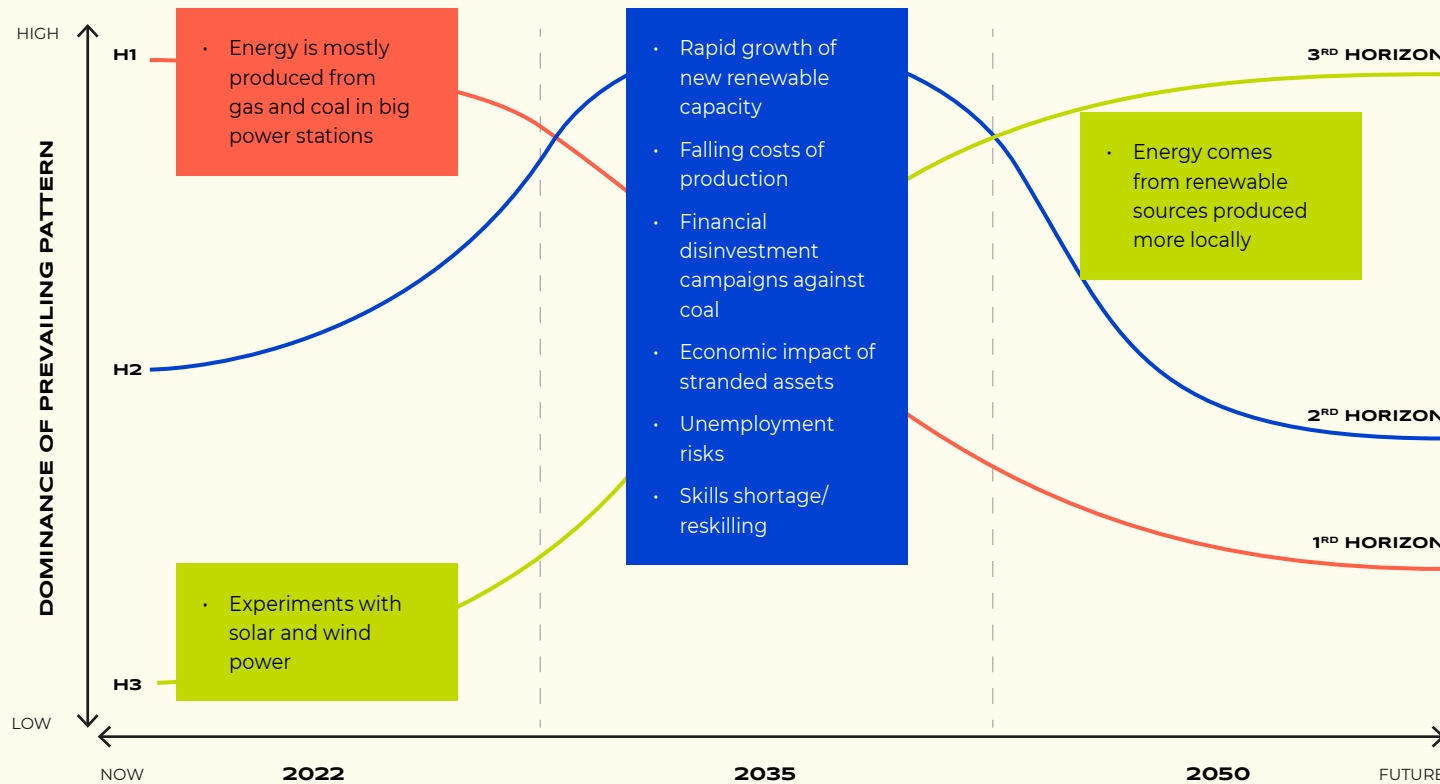 HIGH
DOMINANCE OF PREVAILING PATTERN
LOW
H1
H2
H3
• Energy is mostly
produced from
gas and coal in big
power stations
• Experiments with
solar and wind
power
• Rapid growth of
new renewable
capacity
• Falling costs of
production
• Financial
disinvestment
campaigns against
coal
• Economic impact of
stranded assets
• Unemployment
risks
• Skills shortage/
reskilling
3RD HORIZON
• Energy comes
from renewable
sources produced
more locally
2RD HORIZON
1RD HORIZON
NOW
2022
2035
2050
FUTURE